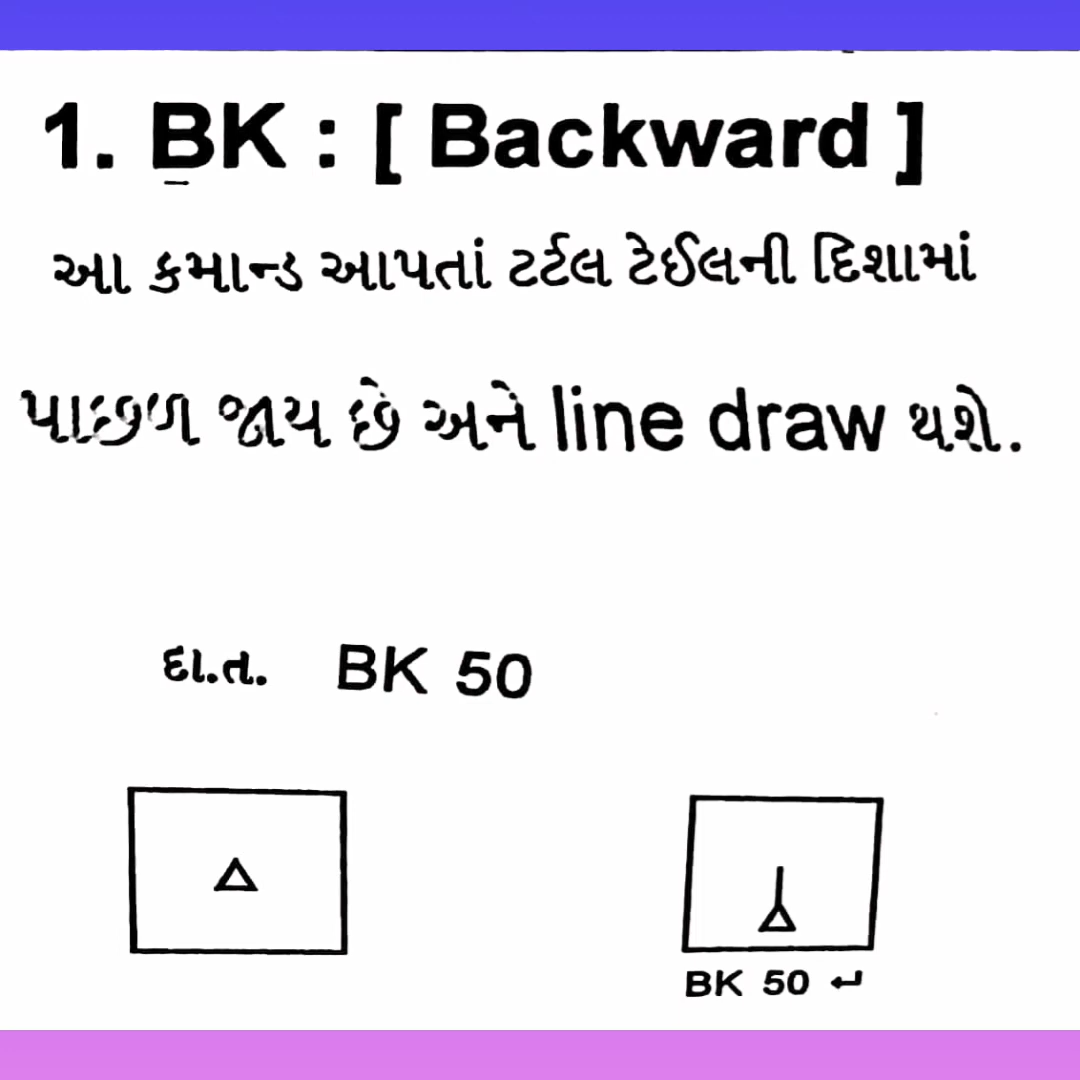 1. BK : [ Backward ]
આ કમાન્ડ આપતાં ટર્ટલ ટેઈલની દિશામાં
પાછળ જાય છે અને line draw થશે.
દા.ત. BK 50
BK 50 ↵